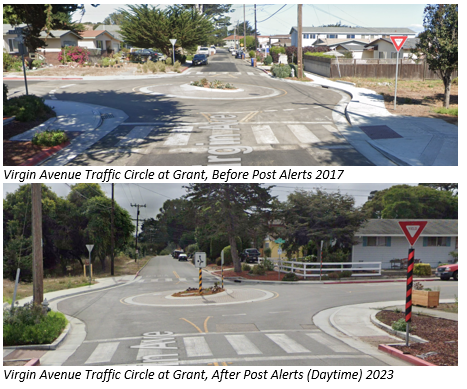 Virgin Avenue Traffic Circle at Grant, Before Post Alerts 2017
Virgin Avenue Traffic Circle at Grant, After Post Alerts (Daytime) 2023